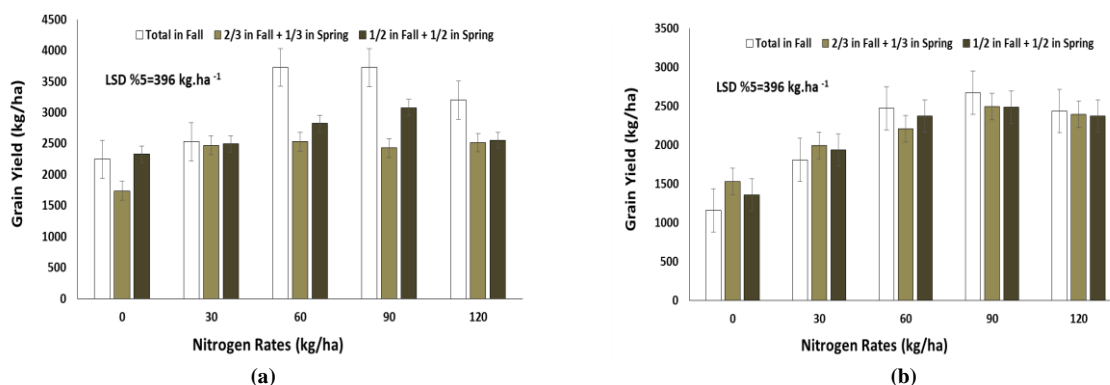 4500
4000
3500
3000
2500
2000
1500
1000
500
0
Grain Yield (kg/ha)
Total in Fall 2/3 in Fall + 1/3 in Spring 1/2 in Fall + 1/2 in Spring
LSD %5=396 kg.ha -1
0 30 60 90 120
Nitrogen Rates (kg/ha)
(a)
3500
3000
2500
2000
1500
1000
500
0
Grain Yield (kg/ha)
Total in Fall 2/3 in Fall + 1/3 in Spring 1/2 in Fall + 1/2 in Spring
LSD %5=396 kg.ha -1
0 30 60 90 120
Nitrogen Rates (kg/ha)
(b)